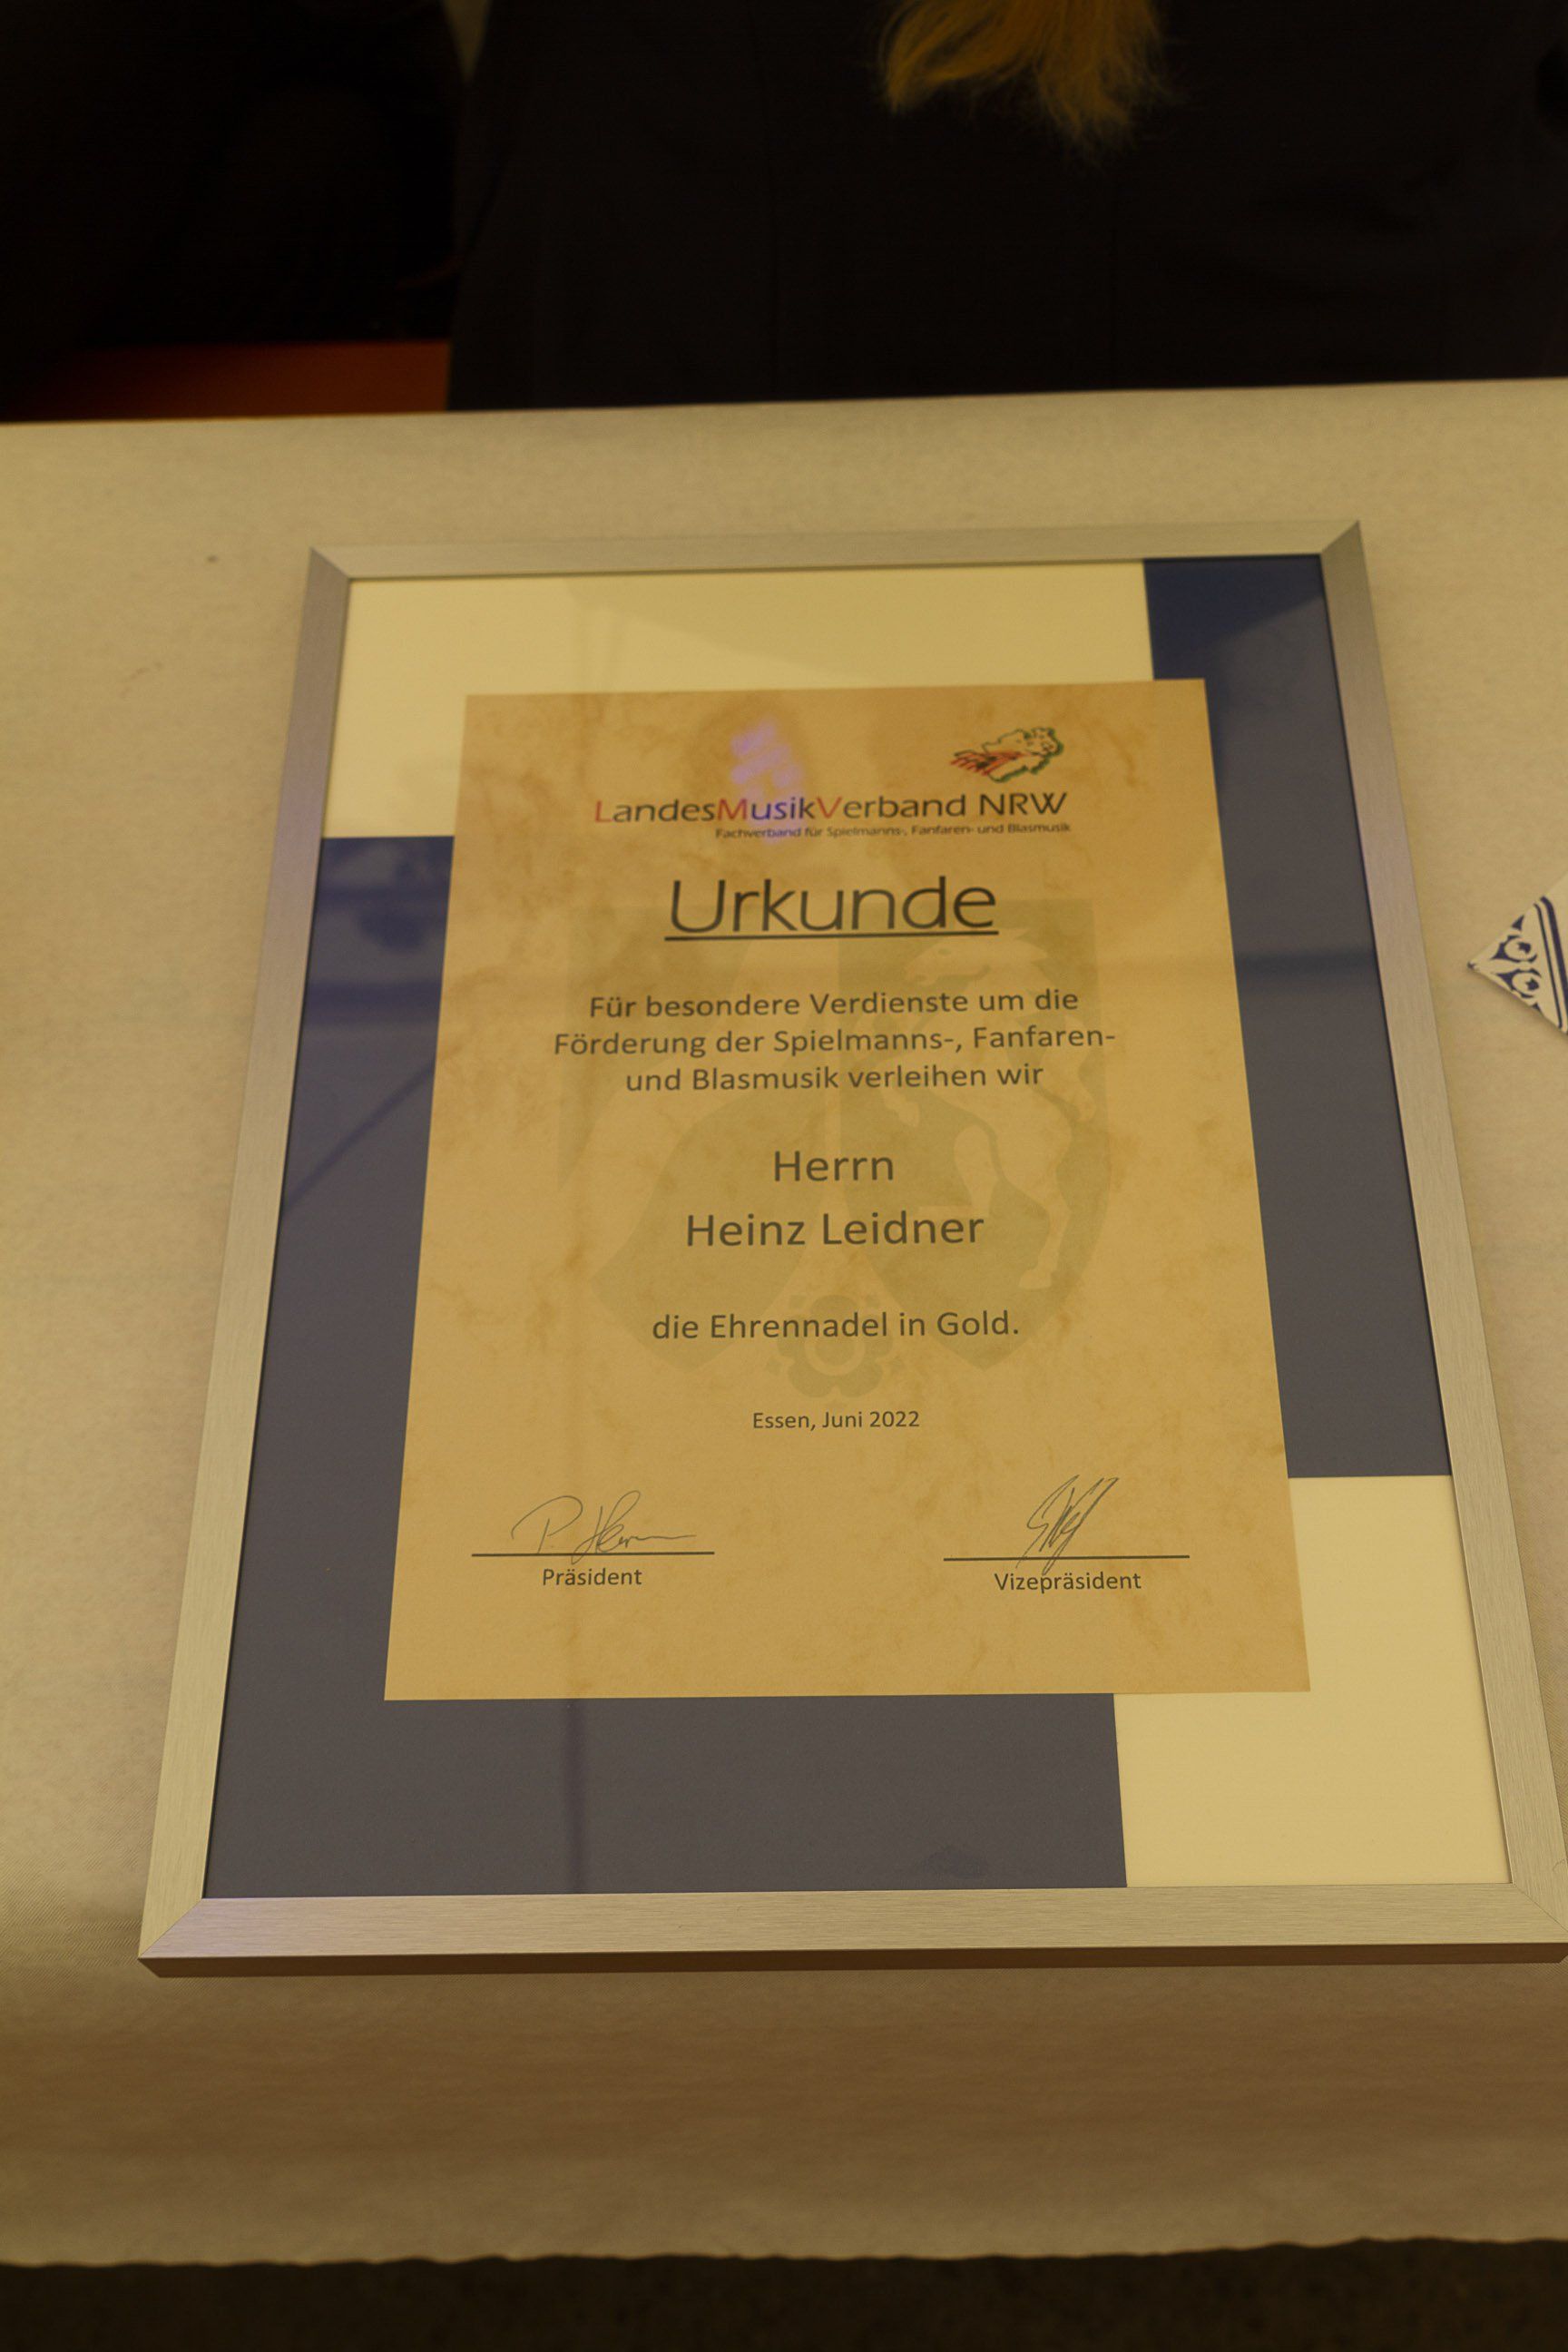 LandesMusikVerband NRW
Fachverband für Spielmanns-, Fanfaren- und Blasmusik
Urkunde
Für besondere Verdienste um die
Förderung der Spielmanns-, Fanfaren-
und Blasmusik verleihen wir
Herrn
Heinz Leidner
die Ehrennadel in Gold.
Essen, Juni 2022
Präsident
Vizepräsident